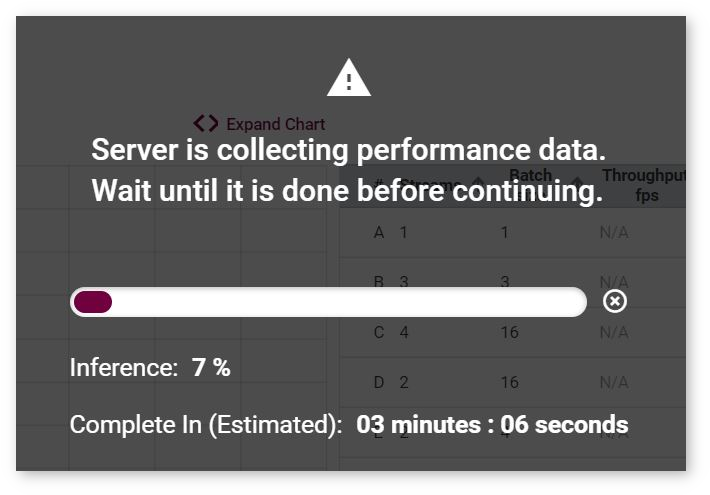 Expand Chart
Server is collecting performance data.
Wait until it is done before continuing.
# Streams Batch Throughput
fps
A 1 1 N/A
B 3 3 N/A
C 4 16 N/A
Inference: 7 %
D 2 16 N/A
Complete In (Estimated): 03 minutes : 06 seconds
E 2 4